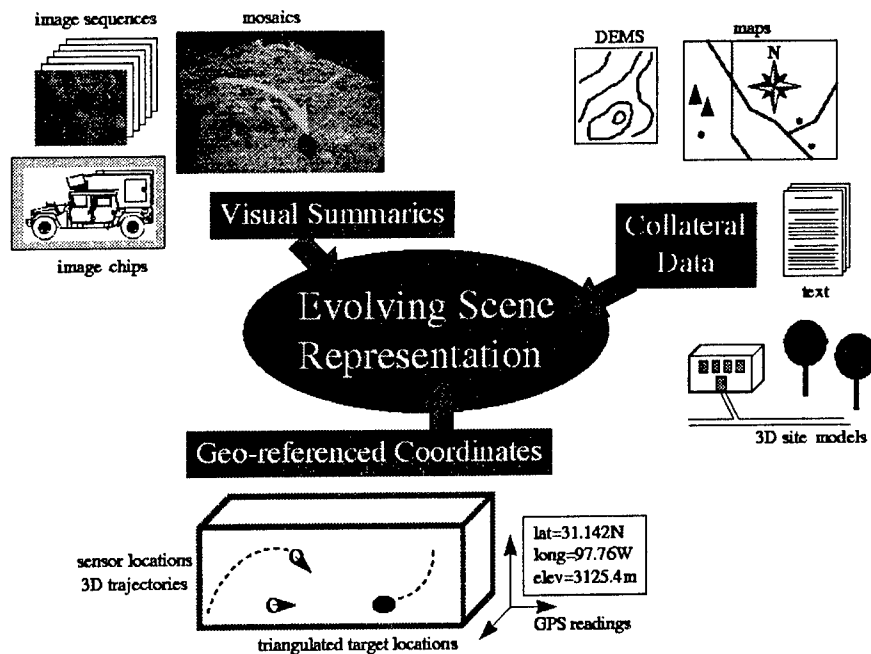 image sequences
mosaics
DEMS
maps
N
image chips
Visual Summaries
Collateral
Data
text
Evolving Scene
Representation
3D site models
Geo-referenced Coordinates
sensor locations
3D trajectories
lat=31.142N
long=97.76W
elev=3125.4m
GPS readings
triangulated target locations